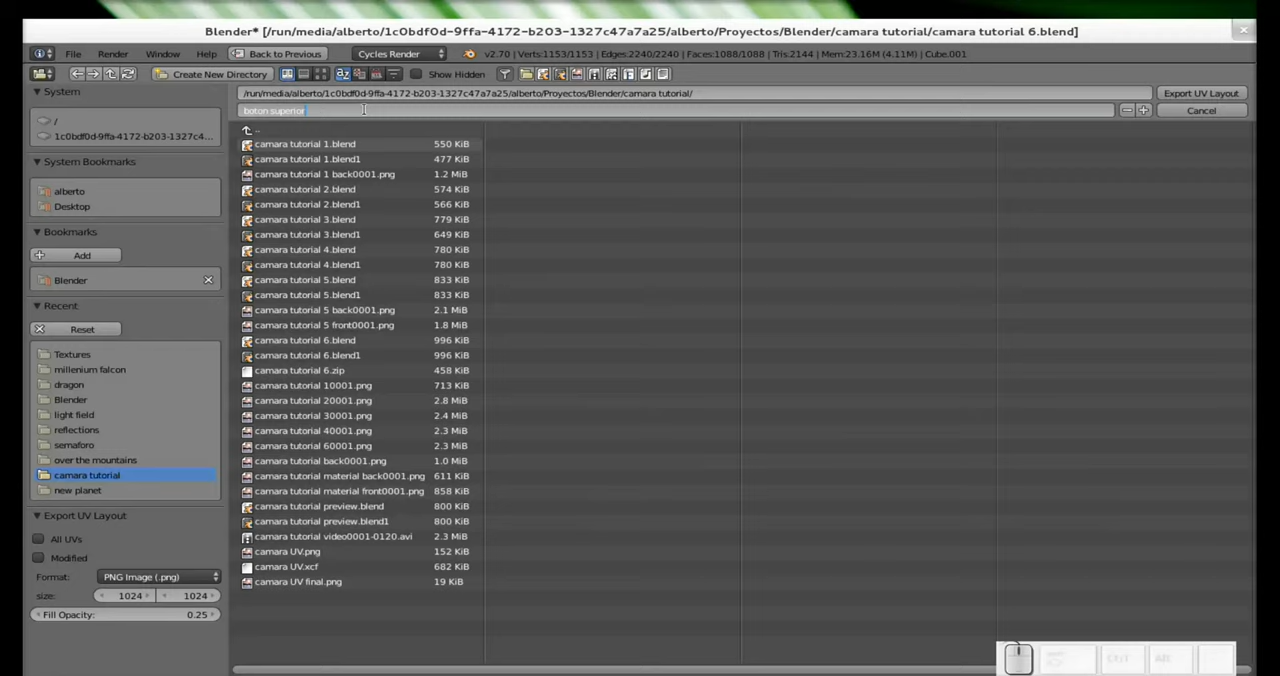 Blender* [/run/media/alberto/1c0bdf0d-9ffa-4172-b203-1327c47a7a25/alberto/Proyectos/Blender/camara tutorial/camara tutorial 6.blend]
File Render Window Help Back to Previous Cycles Render v2.70 | Verts:1153/1153 | Edges:2240/2240 | Faces:1088/1088 | Tris:2144 | Mem:23.16M (4.11M) | Cube.001
Create New Directory Show Hidden
System
/
1c0bdf0d-9ffa-4172-b203-1327c4...
System Bookmarks
alberto
Desktop
Bookmarks
Add
Blender
Recent
Reset
Textures
millenium falcon
dragon
Blender
light field
reflections
semaforo
over the mountains
camara tutorial
new planet
Export UV Layout
All UVs
Modified
Format: PNG Image (.png)
size: 1024 1024
Fill Opacity: 0.25
/run/media/alberto/1c0bdf0d-9ffa-4172-b203-1327c47a7a25/alberto/Proyectos/Blender/camara tutorial/ Export UV Layout
boton superior Cancel
..
camara tutorial 1.blend 550 KiB
camara tutorial 1.blend1 477 KiB
camara tutorial 1 back0001.png 1.2 MiB
camara tutorial 2.blend 574 KiB
camara tutorial 2.blend1 566 KiB
camara tutorial 3.blend 779 KiB
camara tutorial 3.blend1 649 KiB
camara tutorial 4.blend 780 KiB
camara tutorial 4.blend1 780 KiB
camara tutorial 5.blend 833 KiB
camara tutorial 5.blend1 833 KiB
camara tutorial 5 back0001.png 2.1 MiB
camara tutorial 5 front0001.png 1.8 MiB
camara tutorial 6.blend 996 KiB
camara tutorial 6.blend1 996 KiB
camara tutorial 6.zip 458 KiB
camara tutorial 10001.png 713 KiB
camara tutorial 20001.png 2.8 MiB
camara tutorial 30001.png 2.4 MiB
camara tutorial 40001.png 2.3 MiB
camara tutorial 60001.png 2.3 MiB
camara tutorial back0001.png 1.0 MiB
camara tutorial material back0001.png 611 KiB
camara tutorial material front0001.png 858 KiB
camara tutorial preview.blend 800 KiB
camara tutorial preview.blend1 800 KiB
camara tutorial video0001-0120.avi 2.3 MiB
camara UV.png 152 KiB
camara UV.xcf 682 KiB
camara UV final.png 19 KiB